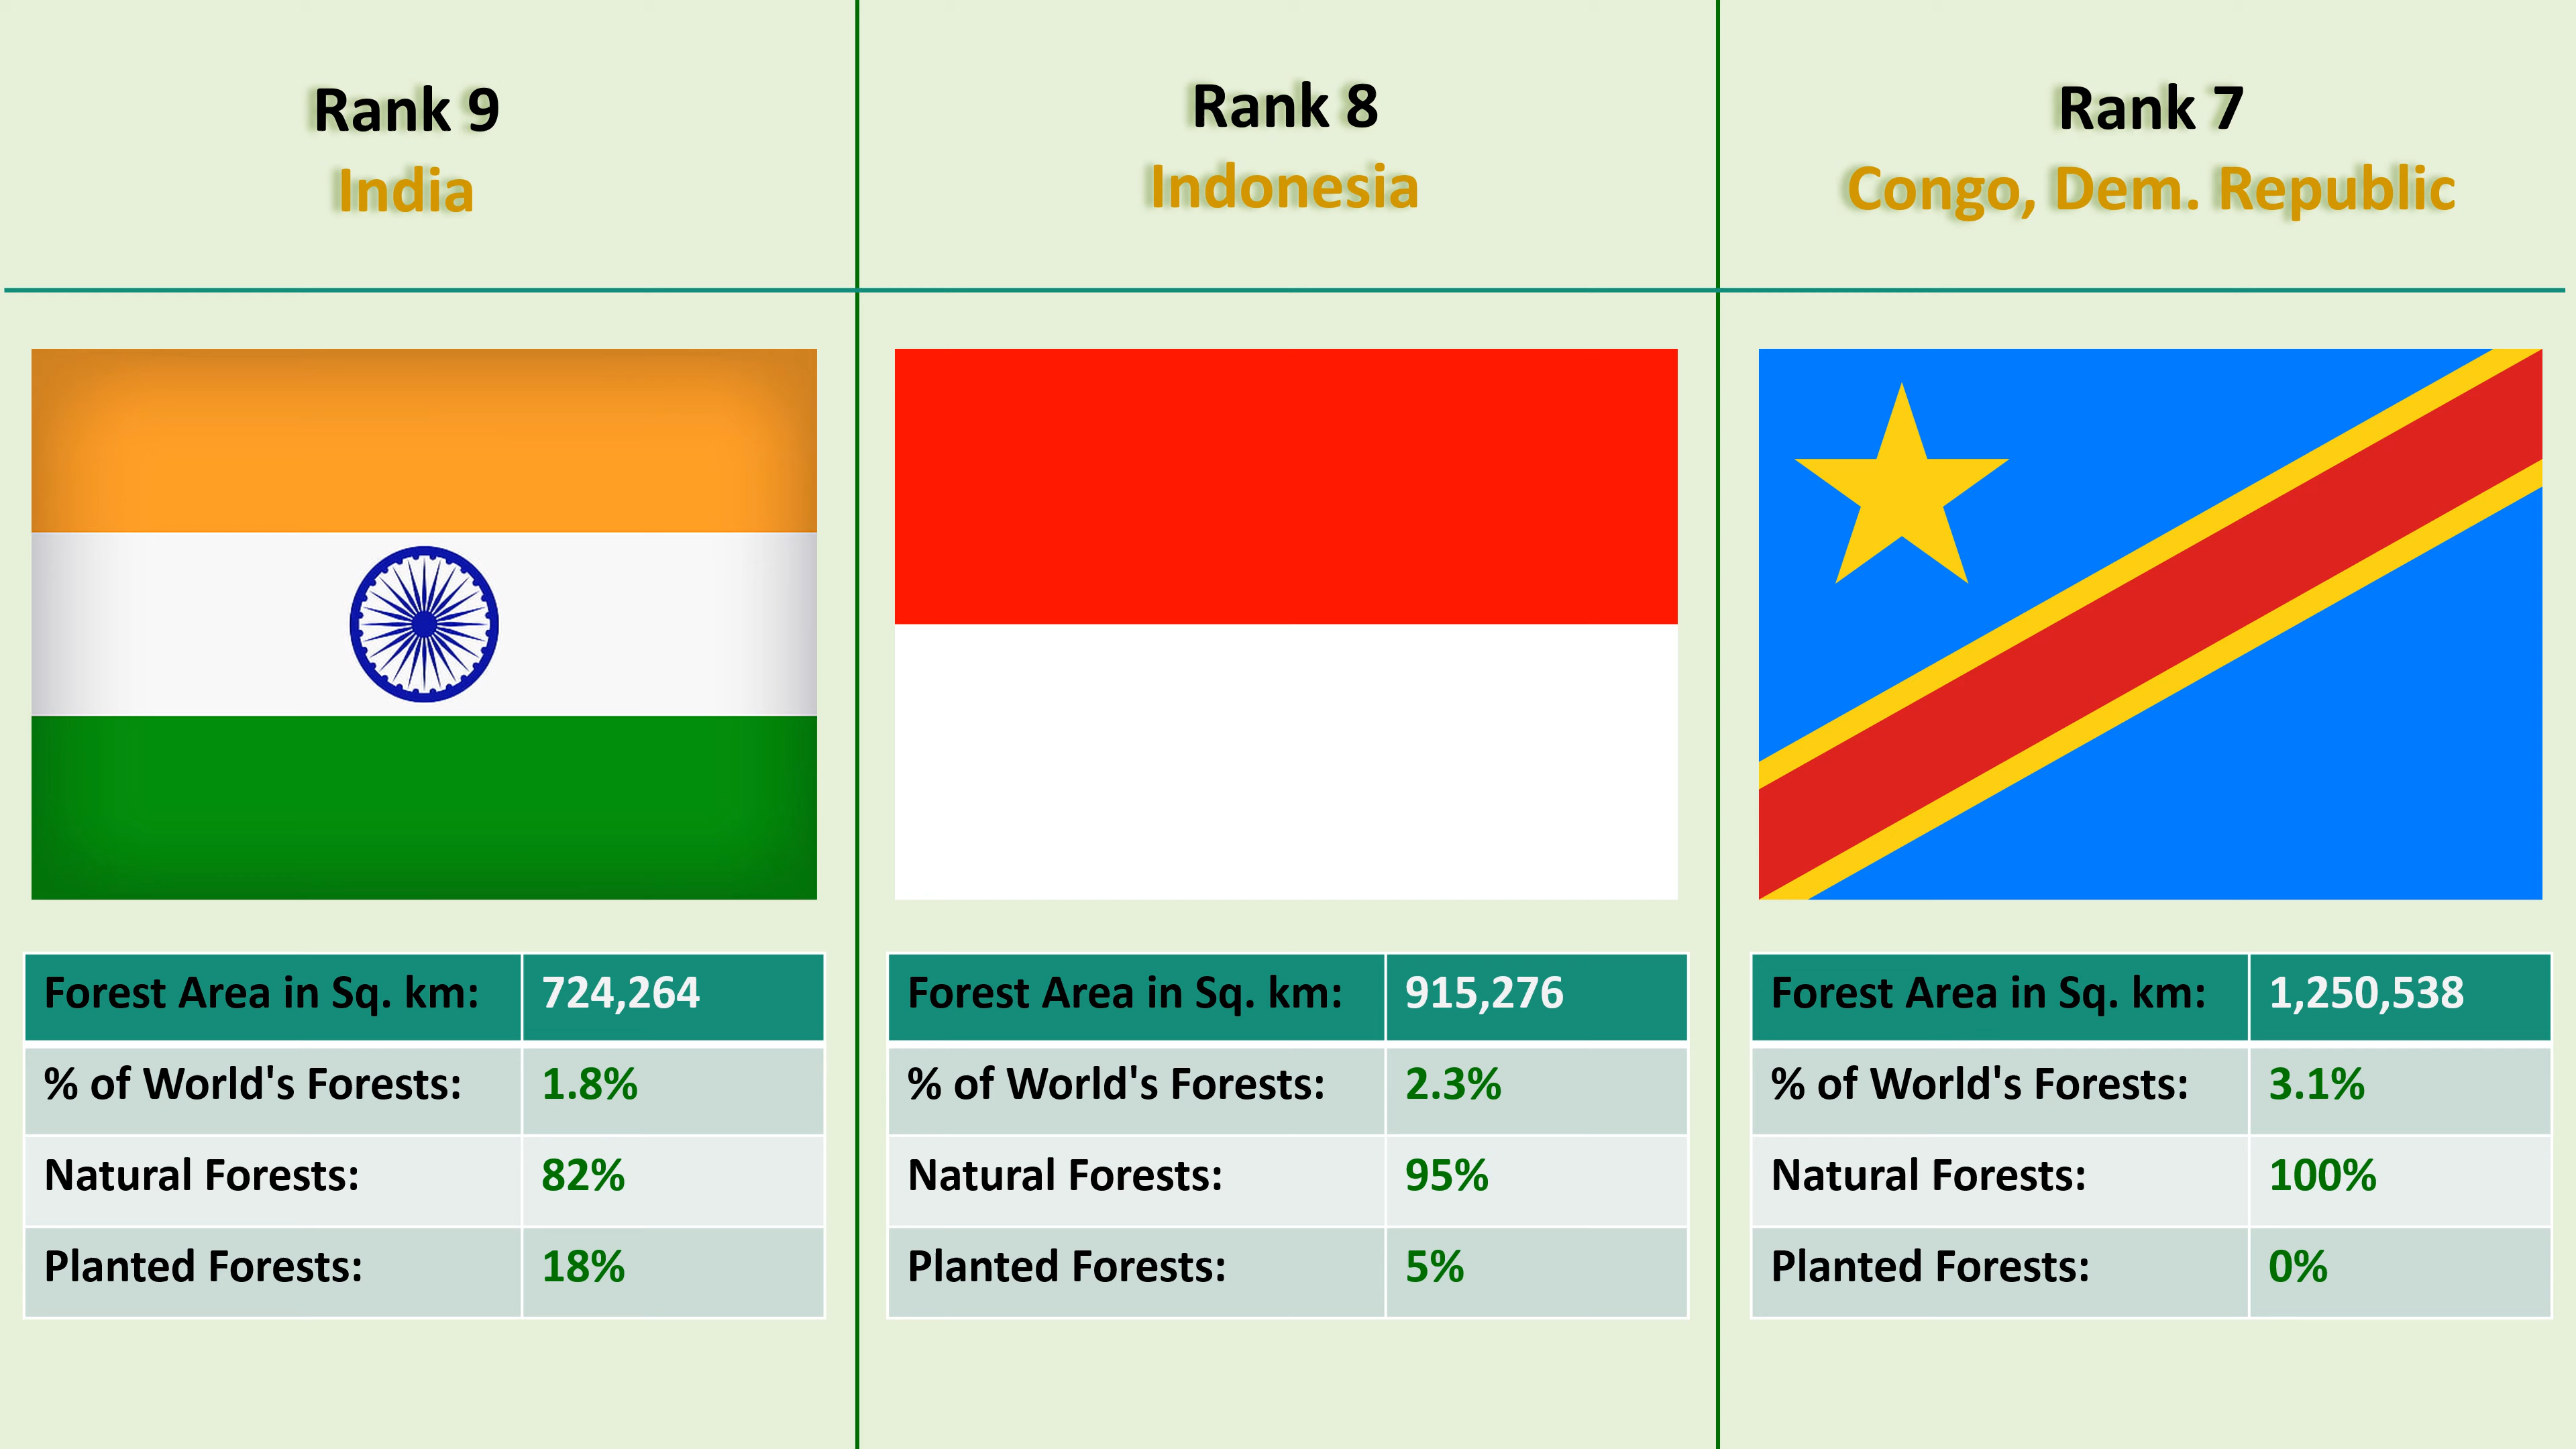 Rank 9
India
Forest Area in Sq. km: 724,264
% of World's Forests: 1.8%
Natural Forests: 82%
Planted Forests: 18%
Rank 8
Indonesia
Forest Area in Sq. km: 915,276
% of World's Forests: 2.3%
Natural Forests: 95%
Planted Forests: 5%
Rank 7
Congo, Dem. Republic
Forest Area in Sq. km: 1,250,538
% of World's Forests: 3.1%
Natural Forests: 100%
Planted Forests: 0%